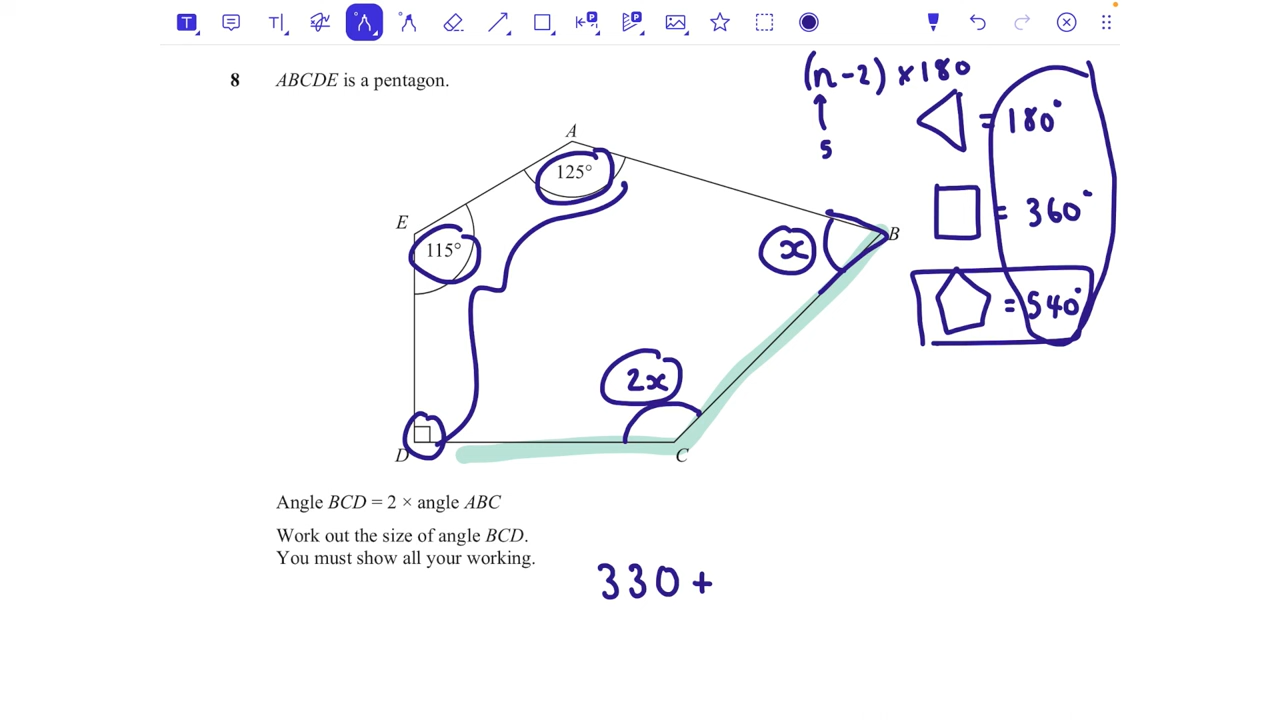 8 ABCDE is a pentagon.
(n-2) × 180
5
= 180°
= 360°
= 540°
A
125°
E
115°
B
x
2x
D
C
Angle BCD = 2 × angle ABC
Work out the size of angle BCD.
You must show all your working.
330 +